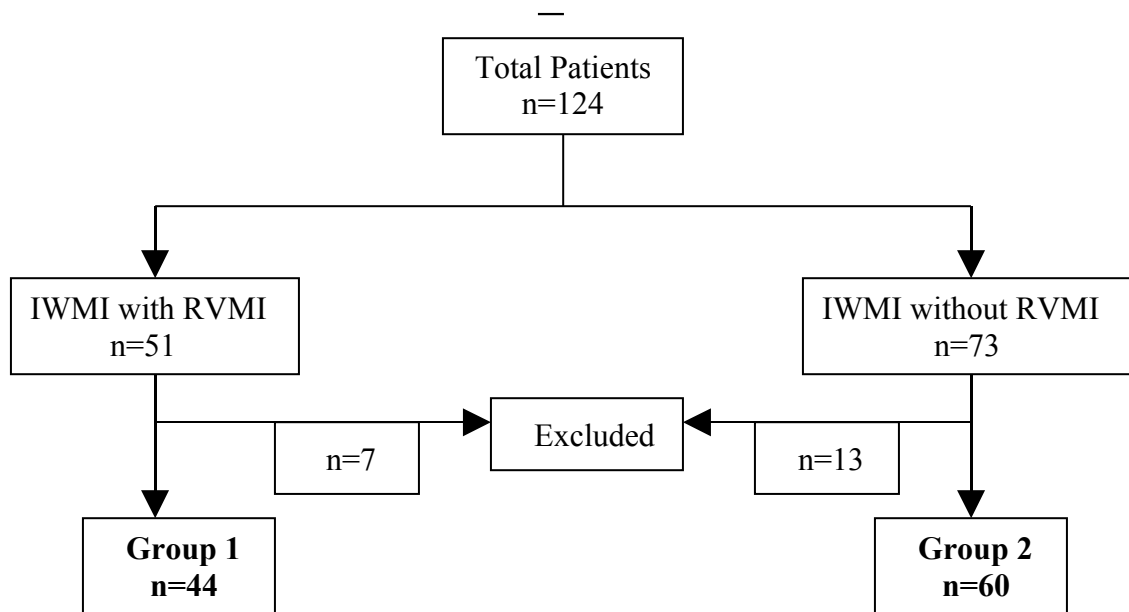 Total Patients
n=124
IWMI with RVMI
n=51
IWMI without RVMI
n=73
Excluded
n=7
n=13
Group 1
n=44
Group 2
n=60